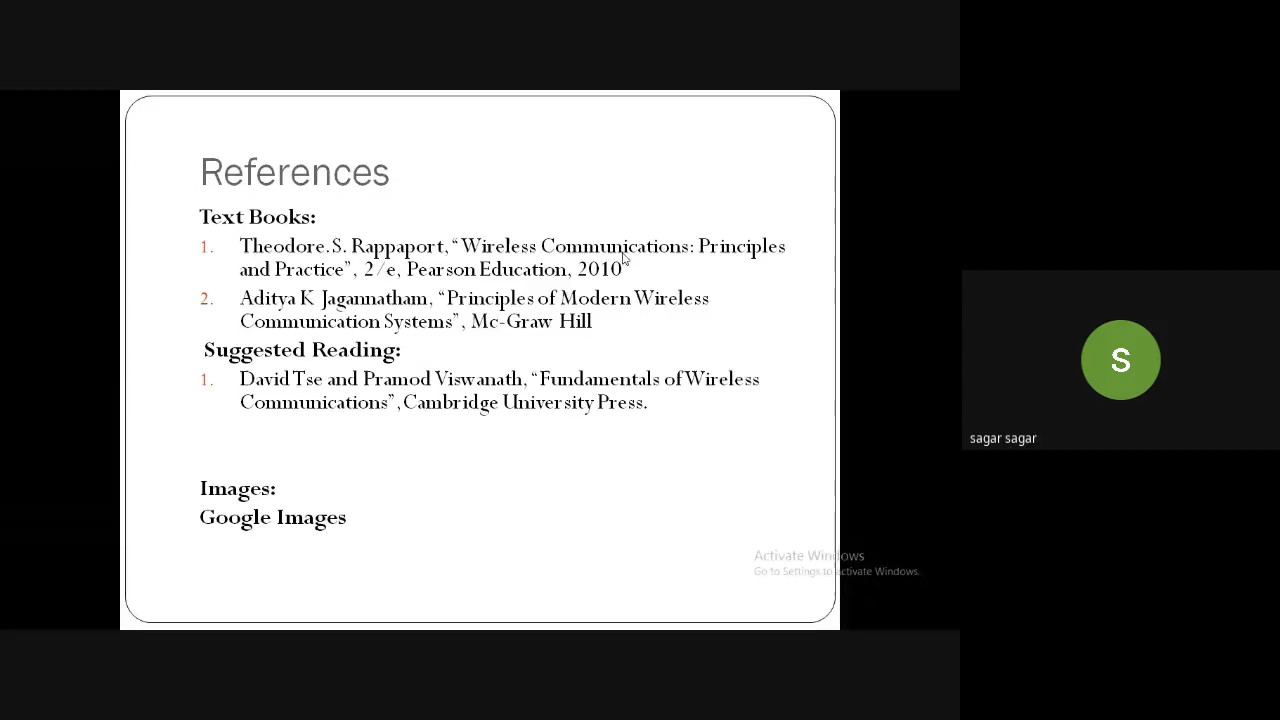 References
Text Books:
1. Theodore.S. Rappaport, “Wireless Communications: Principles
and Practice”, 2/e, Pearson Education, 2010
2. Aditya K Jagannatham, “Principles of Modern Wireless
Communication Systems”, Mc-Graw Hill
Suggested Reading:
1. David Tse and Pramod Viswanath, “Fundamentals of Wireless
Communications”, Cambridge University Press.
Images:
Google Images
Activate Windows
Go to Settings to activate Windows.
S
sagar sagar